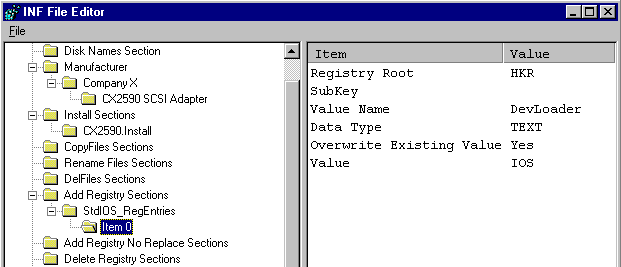 INF File Editor
File
Disk Names Section
Manufacturer
Company X
CX2590 SCSI Adapter
Install Sections
CX2590.Install
CopyFiles Sections
Rename Files Sections
DelFiles Sections
Add Registry Sections
StdIOS_RegEntries
Item 0
Add Registry No Replace Sections
Delete Registry Sections
Item Value
Registry Root HKR
SubKey
Value Name DevLoader
Data Type TEXT
Overwrite Existing Value Yes
Value IOS